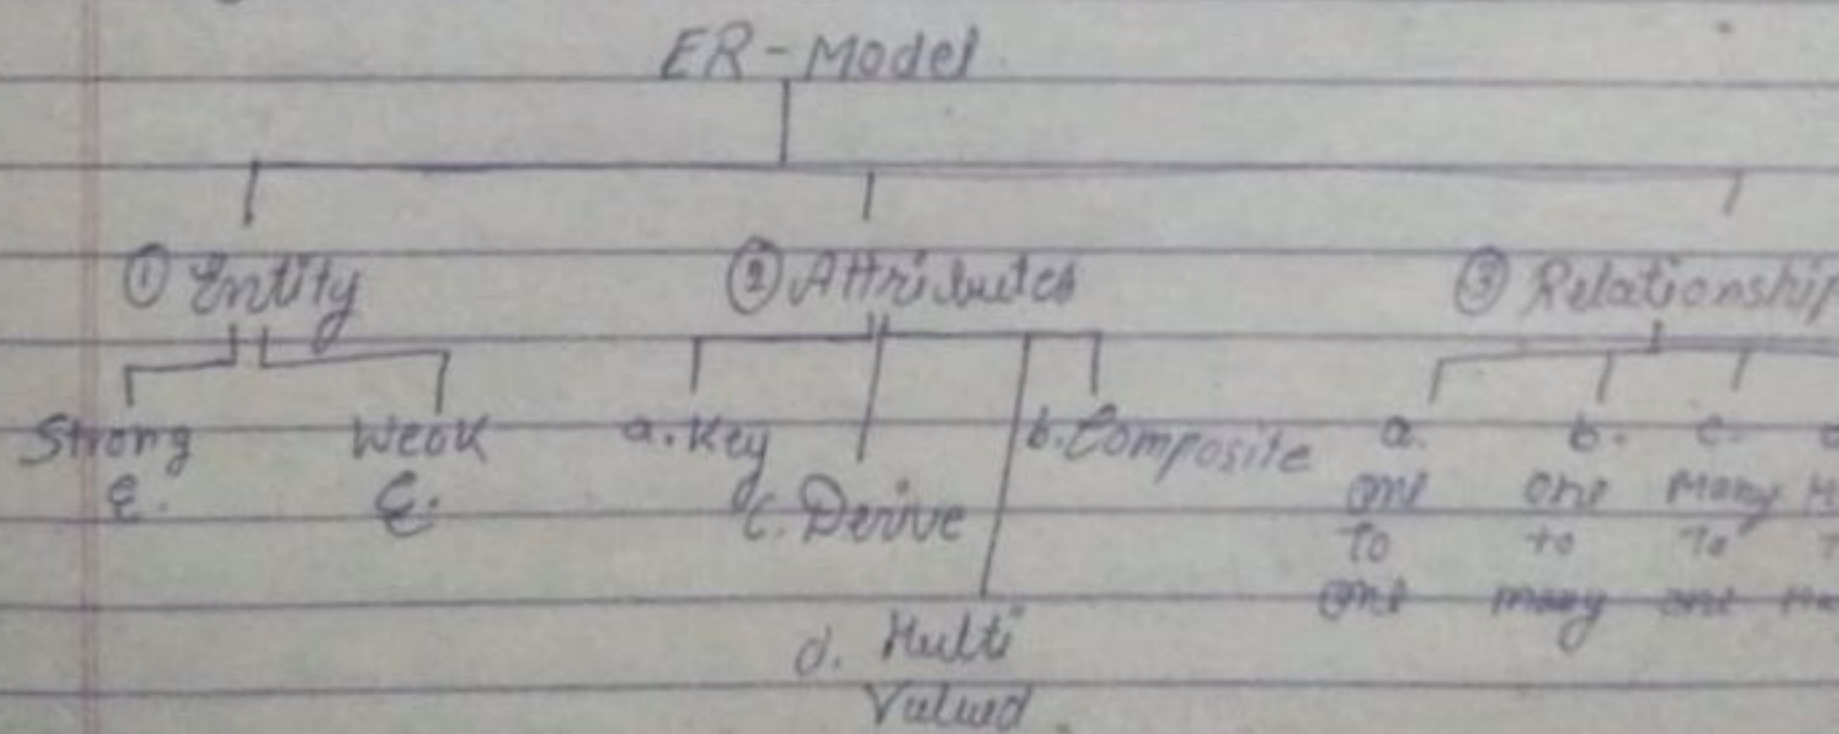 ER-Model
① Entity ② Attributes ③ Relationship
Strong Weak a. Key b. Composite a. b. c.
E. E. c. Derive one one Many
To to To
one many one
d. Multi
Valued